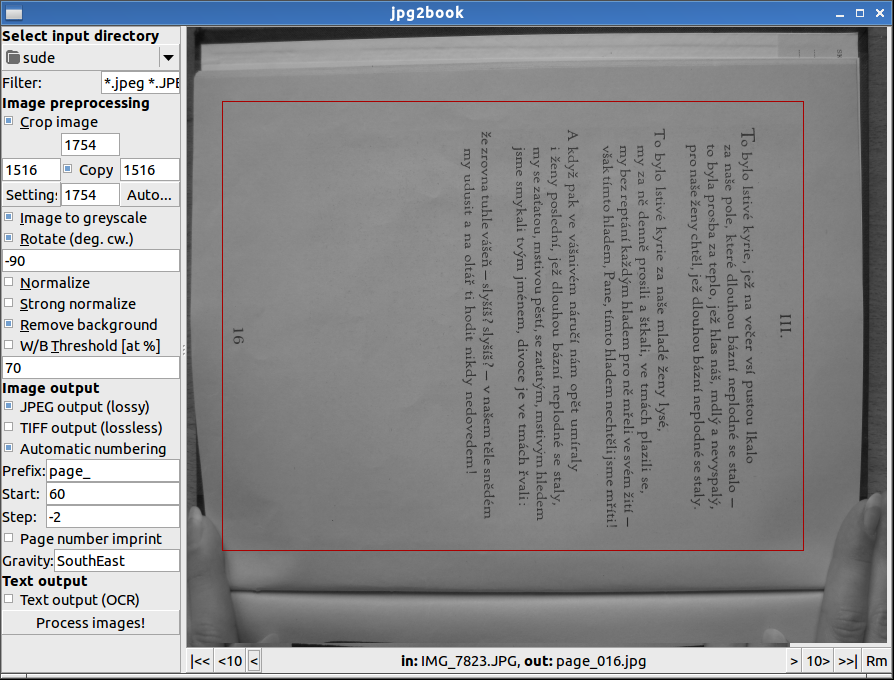 jpg2book
Select input directory
sude
Filter: *.jpeg *.JPE
Image preprocessing
Crop image
1754
1516 Copy 1516
Setting: 1754 Auto...
Image to greyscale
Rotate (deg. cw.)
-90
Normalize
Strong normalize
Remove background
W/B Threshold [at %]
70
Image output
JPEG output (lossy)
TIFF output (lossless)
Automatic numbering
Prefix: page_
Start: 60
Step: -2
Page number imprint
Gravity: SouthEast
Text output
Text output (OCR)
Process images!
III.
To bylo lstivé kyrie, jež na večer vsí pustou lkalo
za naše pole, které dlouhou bázní neplodné se stalo —
to byla prosba za teplo, jež hlas náš, mdlý a nevyspalý,
pro naše ženy chtěl, jež dlouhou bázní neplodné se staly.
To bylo lstivé kyrie za naše mladé ženy lysé,
my za ně denně prosili a štkali, ve tmách plazili se,
my bez reptání každým hladem pro ně mřeli ve svém žití —
však tímto hladem, Pane, tímto hladem nechtěli jsme mříti!
A když pak ve vášnivém náručí nám opět umíraly
i ženy poslední, jež dlouhou bázní neplodné se staly,
my se zaťatou, mstivou pěstí, se zaťatým, mstivým hledem
jsme smykali tvým jménem, divoce je ve tmách řvali:
že zrovna tuhle vášeň — slyšíš? slyšíš? — v našem těle snědém
my udusit a na oltář ti hodit nikdy nedovedem!
16
|<< <10 < in: IMG_7823.JPG, out: page_016.jpg > 10> >>| Rm